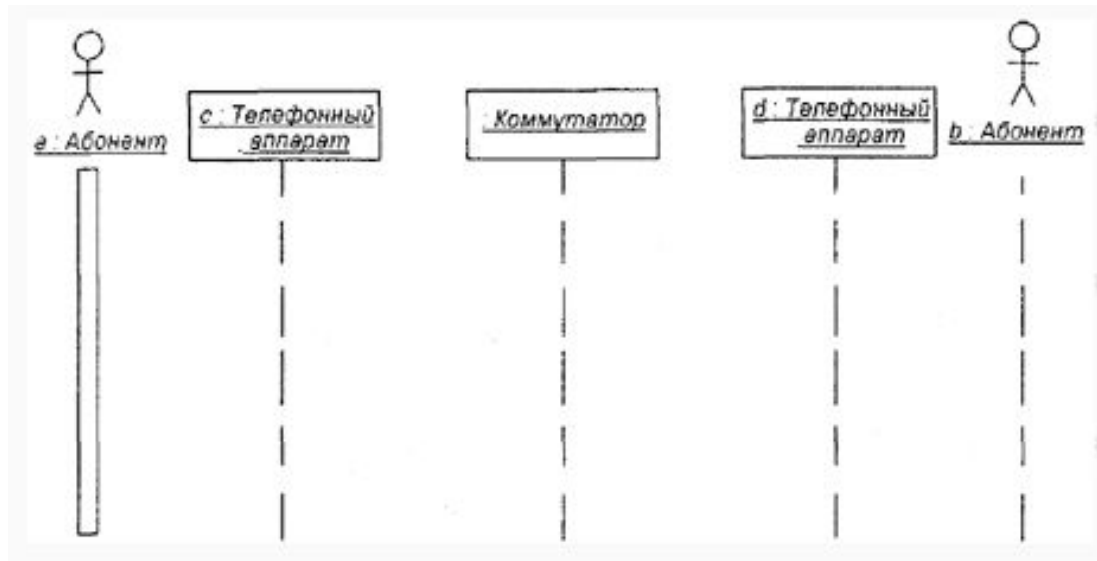 a : Абонент
c : Телефонный
аппарат
: Коммутатор
d : Телефонный
аппарат
b : Абонент